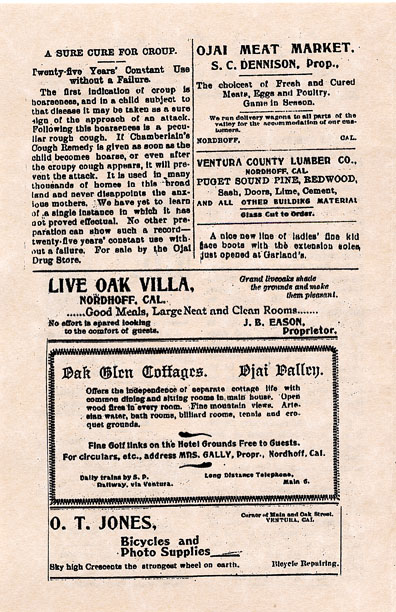 A SURE CURE FOR CROUP.
Twenty-five Years' Constant Use
without a Failure.
The first indication of croup is
hoarseness, and in a child subject to
that disease it may be taken as a sure
sign of the approach of an attack.
Following this hoarseness is a pecu-
liar rough cough. If Chamberlain's
Cough Remedy is given as soon as the
child becomes hoarse, or even after
the croupy cough appears, it will pre-
vent the attack. It is used in many
thousands of homes in this broad
land and never disappoints the anx-
ious mothers. We have yet to learn
of a single instance in which it has
not proved effectual. No other pre-
paration can show such a record—
twenty-five years' constant use with-
out a failure. For sale by the Ojai
Drug Store.
OJAI MEAT MARKET.
S. C. DENNISON, Prop.,
The choicest of Fresh and Cured
Meats, Eggs and Poultry.
Game in Season.
We run delivery wagons to all parts of the
valley for the accommodation of our cus-
tomers.
NORDHOFF, CAL.
VENTURA COUNTY LUMBER CO.,
NORDHOFF, CAL
PUGET SOUND PINE, REDWOOD,
Sash, Doors, Lime, Cement,
AND ALL OTHER BUILDING MATERIAL
Glass Cut to Order.
A nice new line of ladies' fine kid
face boots with the extension soles,
just opened at Garland's.
LIVE OAK VILLA,
NORDHOFF, CAL.
Grand liveoaks shade
the grounds and make
them pleasant.
......Good Meals, Large Neat and Clean Rooms.......
No effort is spared looking
to the comfort of guests.
J. B. EASON,
Proprietor.
Oak Glen Cottages. Ojai Valley.
Offers the independence of separate cottage life with
common dining and sitting rooms in main house. Open
wood fires in every room. Fine mountain views. Arte-
sian water, bath rooms, billiard rooms, tennis and cro-
quet grounds.
Fine Golf links on the Hotel Grounds Free to Guests.
For circulars, etc., address MRS. GALLY, Propr., Nordhoff, Cal.
Daily trains by S. P.
Railway, via Ventura.
Long Distance Telephone,
Main 6.
O. T. JONES,
Corner of Main and Oak Street.
VENTURA, CAL
Bicycles and
Photo Supplies
Sky high Crescents the strongest wheel on earth. Bicycle Repairing.